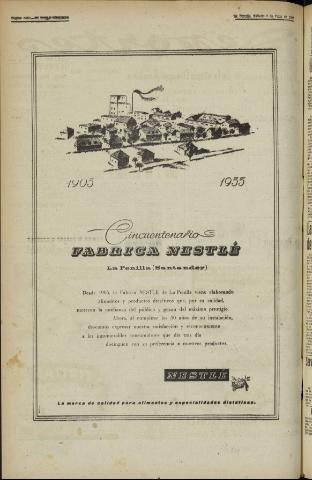 1905 1955
Cincuentenario
FABRICA NESTLÉ
La Penilla (Santander)
Desde 1905, la Fábrica NESTLÉ de La Penilla viene elaborando
alimentos y productos dietéticos que, por su calidad,
merecen la confianza del público y gozan del máximo prestigio.
Ahora, al cumplirse los 50 años de su instalación,
deseamos expresar nuestra satisfacción y reconocimiento
a los innumerables consumidores que día tras día
distinguen con su preferencia a nuestros productos.
NESTLÉ
La marca de calidad para alimentos y especialidades dietéticas.